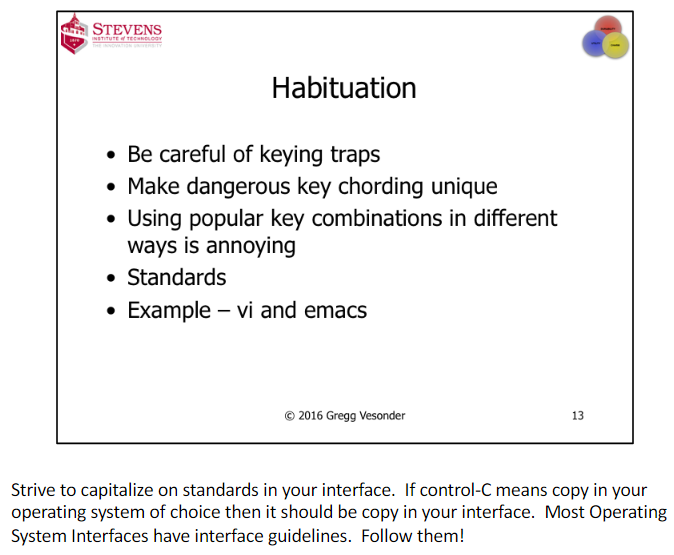 STEVENS
INSTITUTE of TECHNOLOGY
THE INNOVATION UNIVERSITY
Habituation
• Be careful of keying traps
• Make dangerous key chording unique
• Using popular key combinations in different
ways is annoying
• Standards
• Example – vi and emacs
© 2016 Gregg Vesonder
13
Strive to capitalize on standards in your interface.  If control-C means copy in your
operating system of choice then it should be copy in your interface.  Most Operating
System Interfaces have interface guidelines.  Follow them!